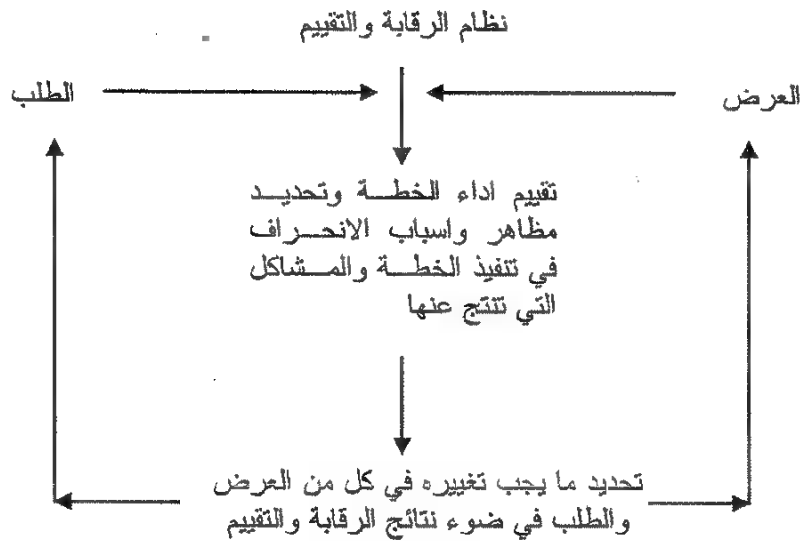 نظام الرقابة والتقييم
العرض
الطلب
تقييم اداء الخطة وتحديد
مظاهر واسباب الانحراف
في تنفيذ الخطة والمشاكل
التي تنتج عنها
تحديد ما يجب تغييره في كل من العرض
والطلب في ضوء نتائج الرقابة والتقييم